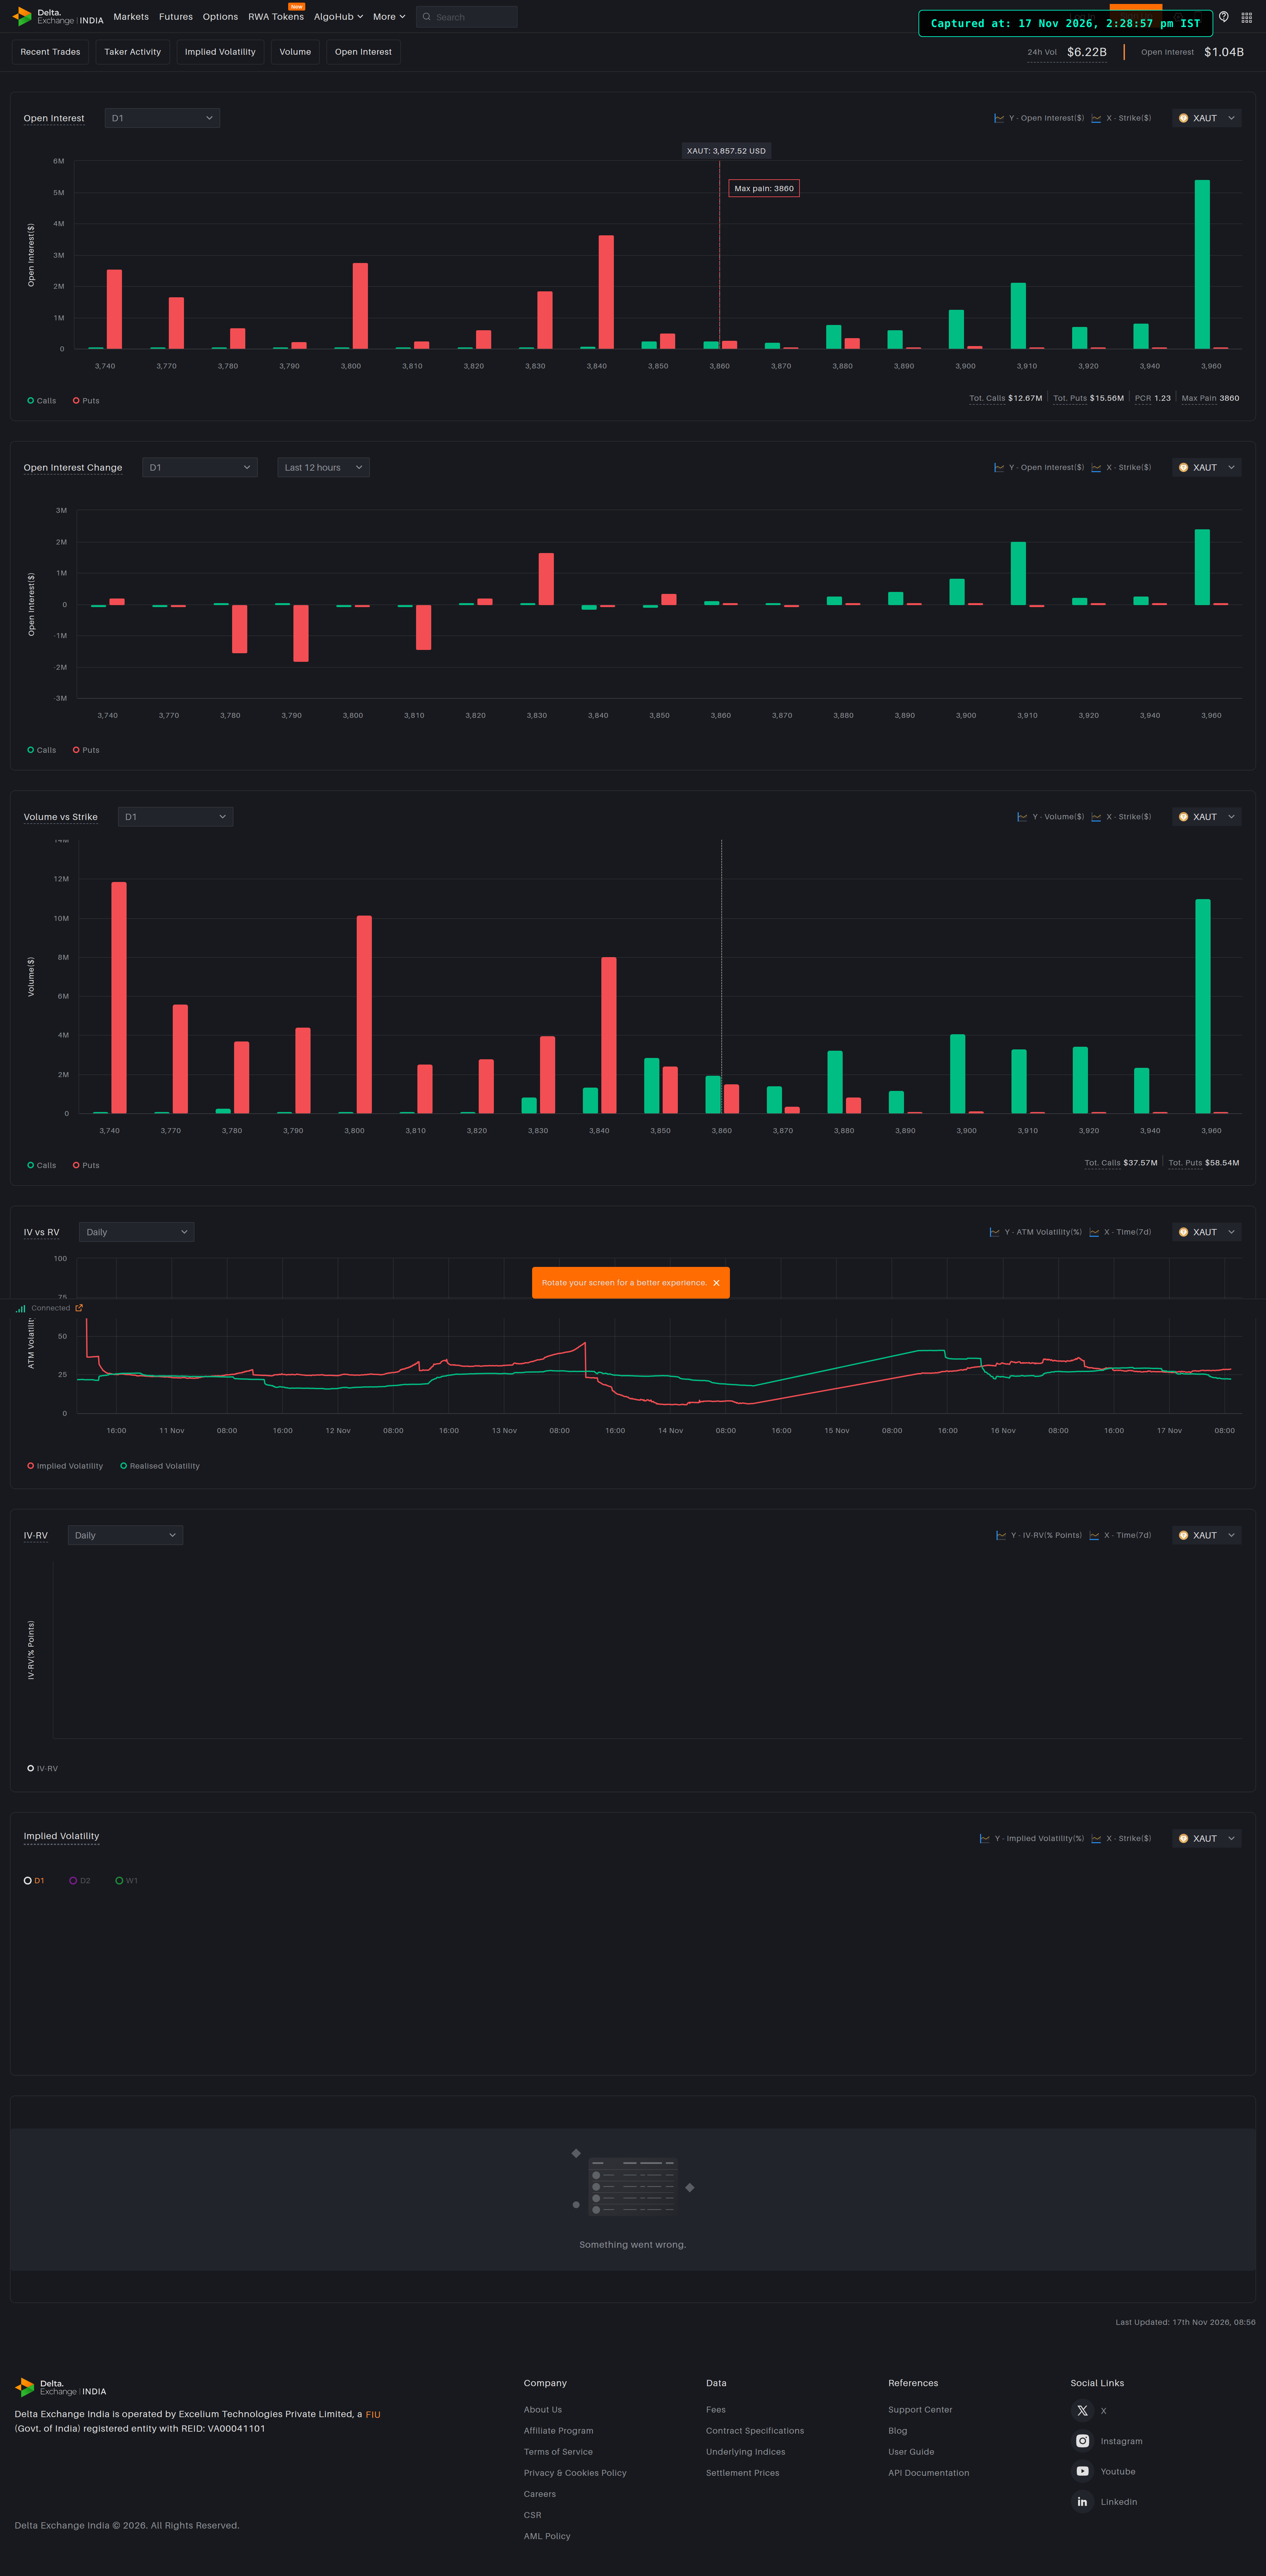 Delta.
Exchange | INDIA
Markets Futures Options RWA Tokens New AlgoHub More Search
Captured at: 17 Nov 2026, 2:28:57 pm IST
Recent Trades Taker Activity Implied Volatility Volume Open Interest
24h Vol $6.22B Open Interest $1.04B
Open Interest D1 Y - Open Interest($) X - Strike($) XAUT
XAUT: 3,857.52 USD
Max pain: 3860
Open Interest($)
6M
5M
4M
3M
2M
1M
0
3,740 3,770 3,780 3,790 3,800 3,810 3,820 3,830 3,840 3,850 3,860 3,870 3,880 3,890 3,900 3,910 3,920 3,940 3,960
Calls Puts
Tot. Calls $12.67M Tot. Puts $15.56M PCR 1.23 Max Pain 3860
Open Interest Change D1 Last 12 hours Y - Open Interest($) X - Strike($) XAUT
Open Interest($)
3M
2M
1M
0
-1M
-2M
-3M
3,740 3,770 3,780 3,790 3,800 3,810 3,820 3,830 3,840 3,850 3,860 3,870 3,880 3,890 3,900 3,910 3,920 3,940 3,960
Calls Puts
Volume vs Strike D1 Y - Volume($) X - Strike($) XAUT
Volume($)
14M
12M
10M
8M
6M
4M
2M
0
3,740 3,770 3,780 3,790 3,800 3,810 3,820 3,830 3,840 3,850 3,860 3,870 3,880 3,890 3,900 3,910 3,920 3,940 3,960
Calls Puts
Tot. Calls $37.57M Tot. Puts $58.54M
IV vs RV Daily Y - ATM Volatility(%) X - Time(7d) XAUT
100
Rotate your screen for a better experience.
75
Connected
ATM Volatilit
50
25
0
16:00 11 Nov 08:00 16:00 12 Nov 08:00 16:00 13 Nov 08:00 16:00 14 Nov 08:00 16:00 15 Nov 08:00 16:00 16 Nov 08:00 16:00 17 Nov 08:00
Implied Volatility Realised Volatility
IV-RV Daily Y - IV-RV(% Points) X - Time(7d) XAUT
IV-RV(% Points)
IV-RV
Implied Volatility Y - Implied Volatility(%) X - Strike($) XAUT
D1 D2 W1
Something went wrong.
Last Updated: 17th Nov 2026, 08:56
Delta.
Exchange | INDIA
Delta Exchange India is operated by Excelium Technologies Private Limited, a FIU
(Govt. of India) registered entity with REID: VA00041101
Delta Exchange India © 2026. All Rights Reserved.
Company
About Us
Affiliate Program
Terms of Service
Privacy & Cookies Policy
Careers
CSR
AML Policy
Data
Fees
Contract Specifications
Underlying Indices
Settlement Prices
References
Support Center
Blog
User Guide
API Documentation
Social Links
X
Instagram
Youtube
Linkedin